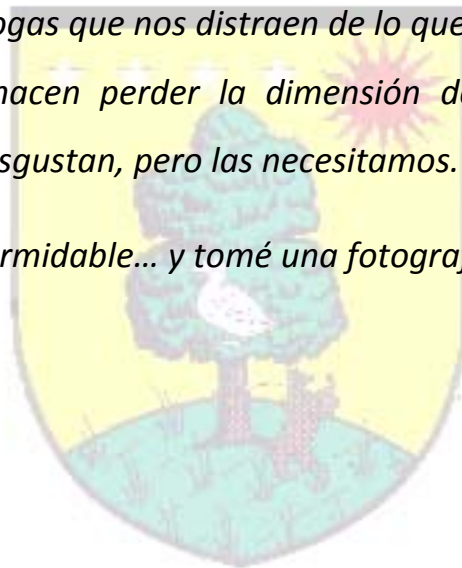 ogas que nos distraen de lo que
hacen perder la dimensión d
sgustan, pero las necesitamos.
rmidable... y tomé una fotograf